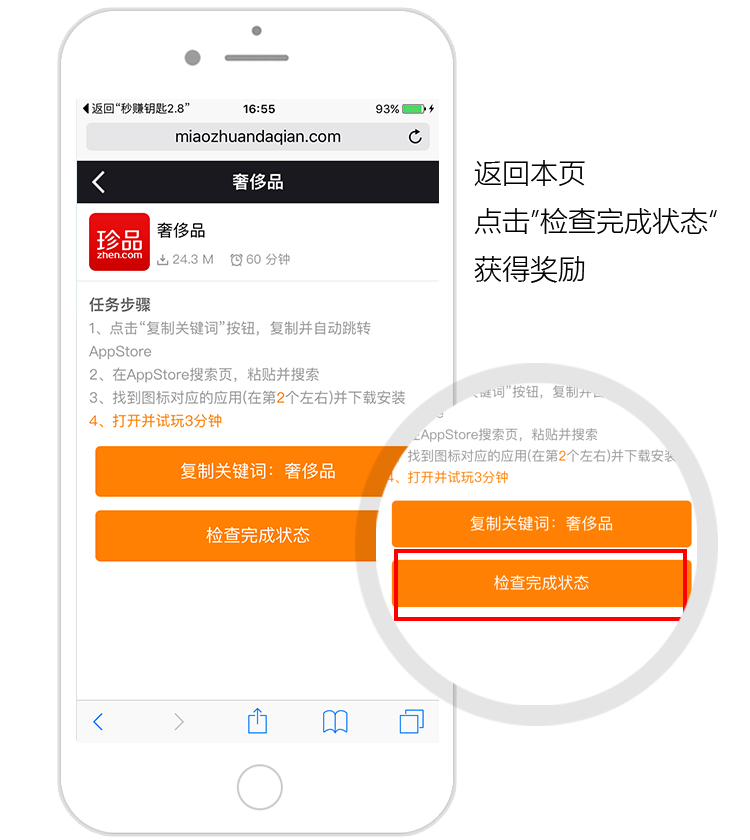 返回“秒赚钥匙2.8” 16:55 93%
miaozhuandaqian.com
奢侈品
珍品
zhen.com
奢侈品
24.3 M 60 分钟
任务步骤
1、点击“复制关键词”按钮，复制并自动跳转
AppStore
2、在AppStore搜索页，粘贴并搜索
3、找到图标对应的应用(在第2个左右)并下载安装
4、打开并试玩3分钟
复制关键词：奢侈品
检查完成状态
返回本页
点击”检查完成状态“
获得奖励
关键词”按钮，复制并自
AppStore搜索页，粘贴并搜索
找到图标对应的应用(在第2个左右)并下载安装
4、打开并试玩3分钟
复制关键词：奢侈品
检查完成状态